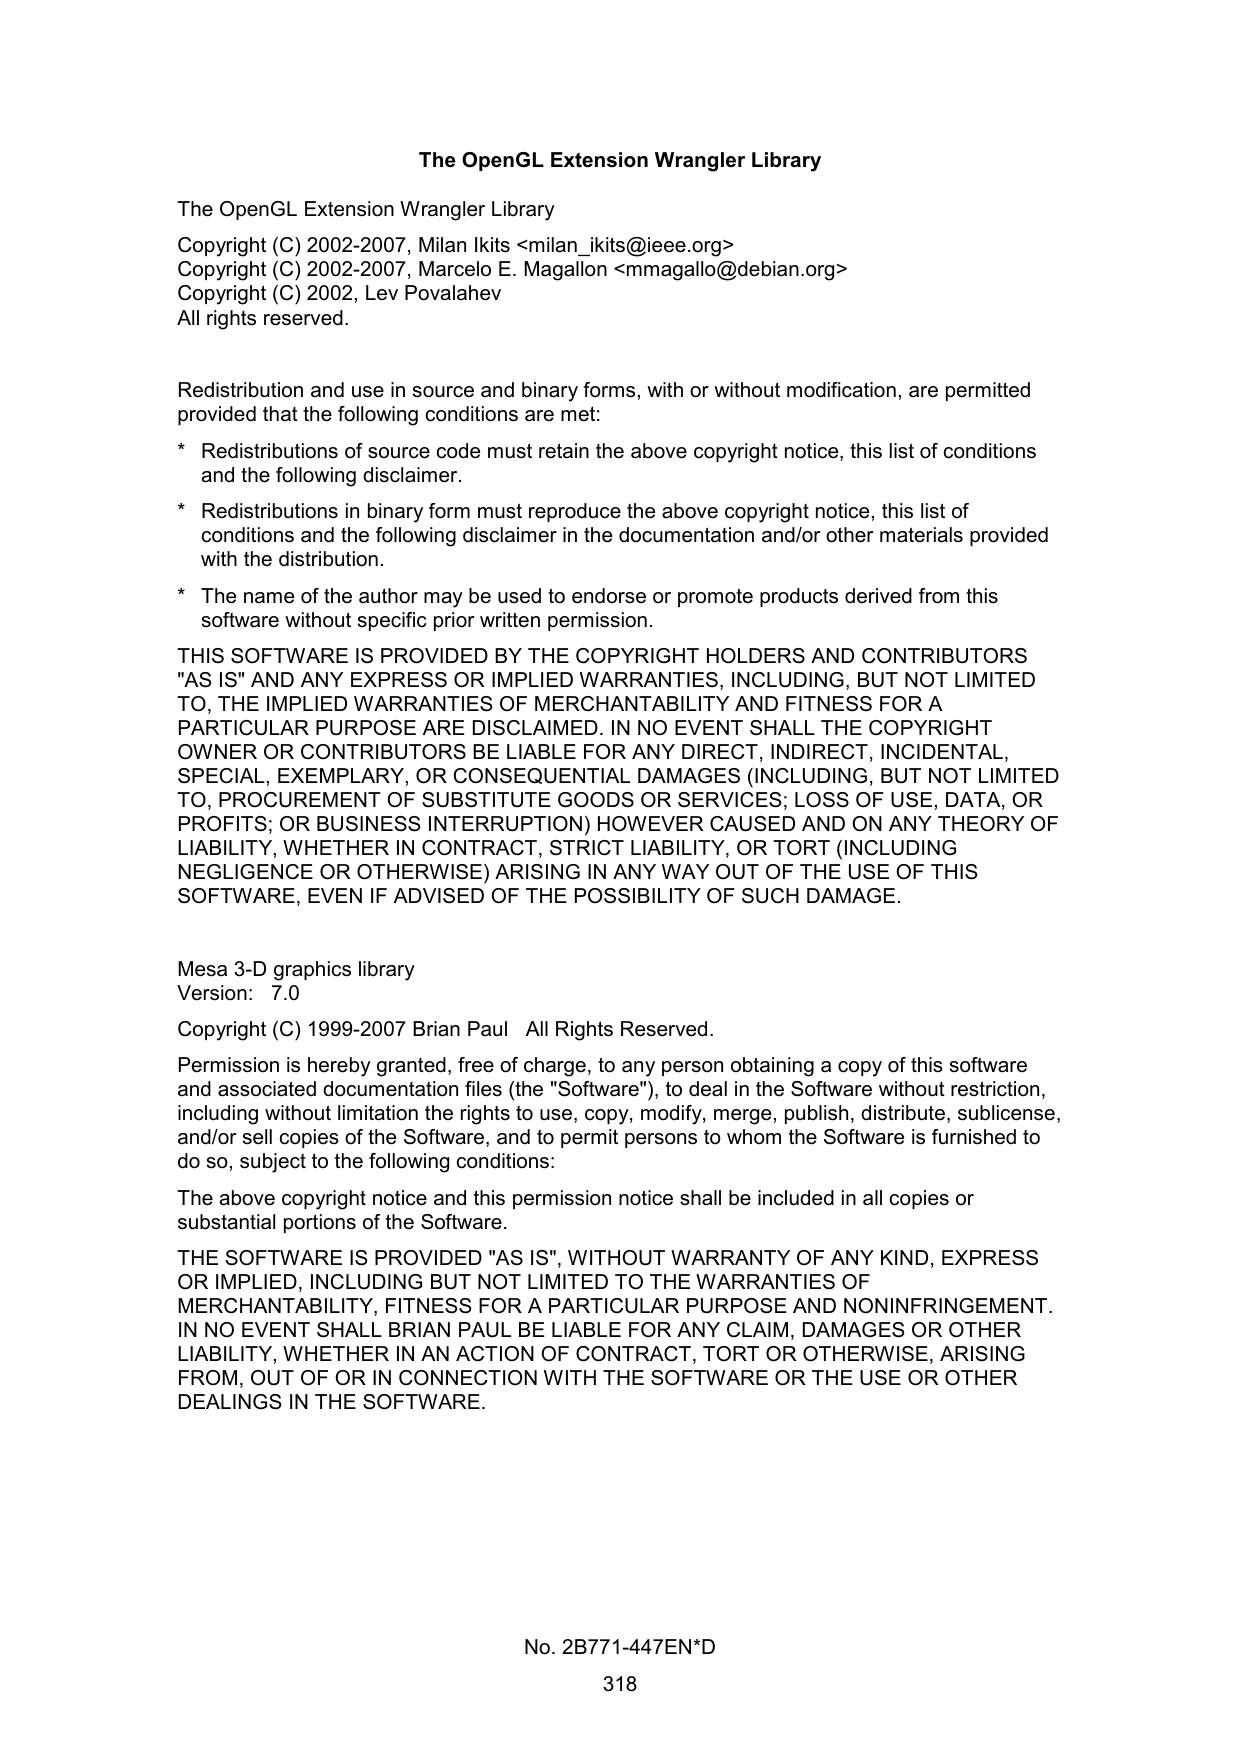 The OpenGL Extension Wrangler Library
The OpenGL Extension Wrangler Library
Copyright (C) 2002-2007, Milan Ikits <milan_ikits@ieee.org>
Copyright (C) 2002-2007, Marcelo E. Magallon <mmagallo@debian.org>
Copyright (C) 2002, Lev Povalahev
All rights reserved.
Redistribution and use in source and binary forms, with or without modification, are permitted
provided that the following conditions are met:
* Redistributions of source code must retain the above copyright notice, this list of conditions
and the following disclaimer.
* Redistributions in binary form must reproduce the above copyright notice, this list of
conditions and the following disclaimer in the documentation and/or other materials provided
with the distribution.
* The name of the author may be used to endorse or promote products derived from this
software without specific prior written permission.
THIS SOFTWARE IS PROVIDED BY THE COPYRIGHT HOLDERS AND CONTRIBUTORS
"AS IS" AND ANY EXPRESS OR IMPLIED WARRANTIES, INCLUDING, BUT NOT LIMITED
TO, THE IMPLIED WARRANTIES OF MERCHANTABILITY AND FITNESS FOR A
PARTICULAR PURPOSE ARE DISCLAIMED. IN NO EVENT SHALL THE COPYRIGHT
OWNER OR CONTRIBUTORS BE LIABLE FOR ANY DIRECT, INDIRECT, INCIDENTAL,
SPECIAL, EXEMPLARY, OR CONSEQUENTIAL DAMAGES (INCLUDING, BUT NOT LIMITED
TO, PROCUREMENT OF SUBSTITUTE GOODS OR SERVICES; LOSS OF USE, DATA, OR
PROFITS; OR BUSINESS INTERRUPTION) HOWEVER CAUSED AND ON ANY THEORY OF
LIABILITY, WHETHER IN CONTRACT, STRICT LIABILITY, OR TORT (INCLUDING
NEGLIGENCE OR OTHERWISE) ARISING IN ANY WAY OUT OF THE USE OF THIS
SOFTWARE, EVEN IF ADVISED OF THE POSSIBILITY OF SUCH DAMAGE.
Mesa 3-D graphics library
Version: 7.0
Copyright (C) 1999-2007 Brian Paul All Rights Reserved.
Permission is hereby granted, free of charge, to any person obtaining a copy of this software
and associated documentation files (the "Software"), to deal in the Software without restriction,
including without limitation the rights to use, copy, modify, merge, publish, distribute, sublicense,
and/or sell copies of the Software, and to permit persons to whom the Software is furnished to
do so, subject to the following conditions:
The above copyright notice and this permission notice shall be included in all copies or
substantial portions of the Software.
THE SOFTWARE IS PROVIDED "AS IS", WITHOUT WARRANTY OF ANY KIND, EXPRESS
OR IMPLIED, INCLUDING BUT NOT LIMITED TO THE WARRANTIES OF
MERCHANTABILITY, FITNESS FOR A PARTICULAR PURPOSE AND NONINFRINGEMENT.
IN NO EVENT SHALL BRIAN PAUL BE LIABLE FOR ANY CLAIM, DAMAGES OR OTHER
LIABILITY, WHETHER IN AN ACTION OF CONTRACT, TORT OR OTHERWISE, ARISING
FROM, OUT OF OR IN CONNECTION WITH THE SOFTWARE OR THE USE OR OTHER
DEALINGS IN THE SOFTWARE.
No. 2B771-447EN*D
318